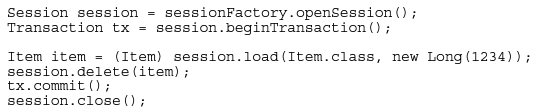 Session session = sessionFactory.openSession();
Transaction tx = session.beginTransaction();
Item item = (Item) session.load(Item.class, new Long(1234));
session.delete(item);
tx.commit();
session.close();